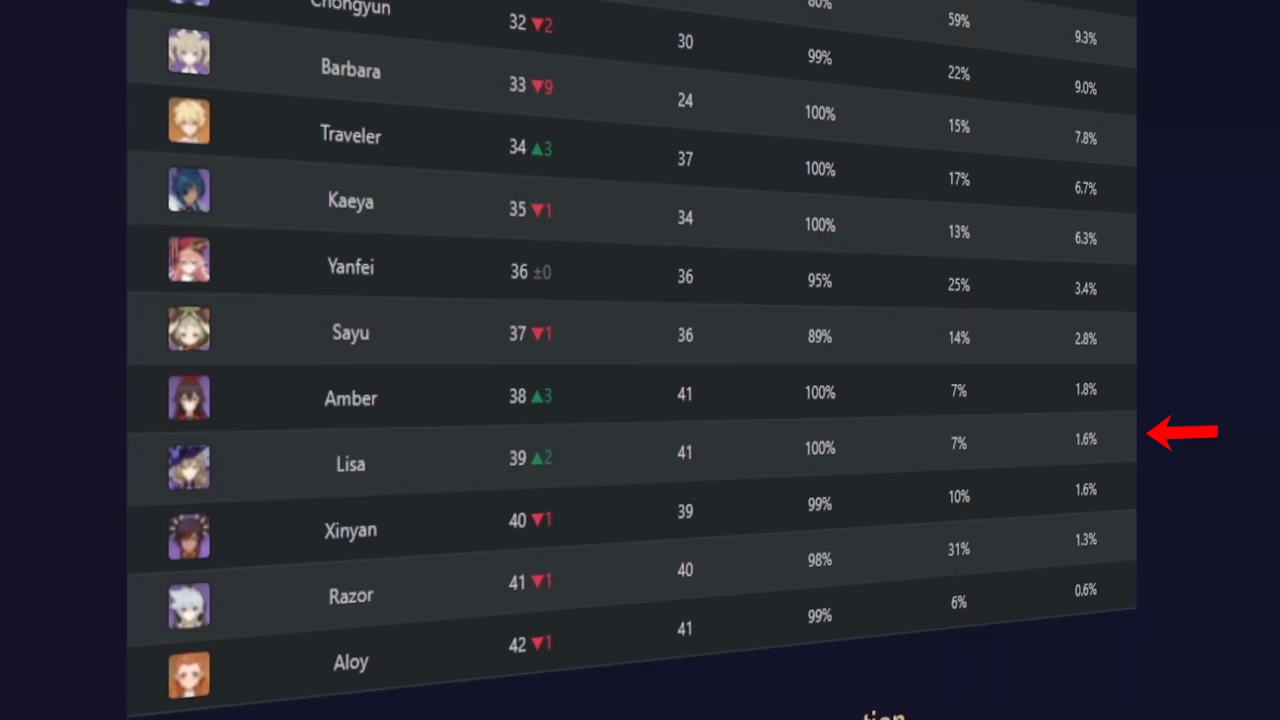 80% 59% 9.3%
Chongyun 32 ▼2 30 99% 22% 9.0%
Barbara 33 ▼9 24 100% 15% 7.8%
Traveler 34 ▲3 37 100% 17% 6.7%
Kaeya 35 ▼1 34 100% 13% 6.3%
Yanfei 36 ±0 36 95% 25% 3.4%
Sayu 37 ▼1 36 89% 14% 2.8%
Amber 38 ▲3 41 100% 7% 1.8%
Lisa 39 ▲2 41 100% 7% 1.6%
Xinyan 40 ▼1 39 99% 10% 1.6%
Razor 41 ▼1 40 98% 31% 1.3%
Aloy 42 ▼1 41 99% 6% 0.6%